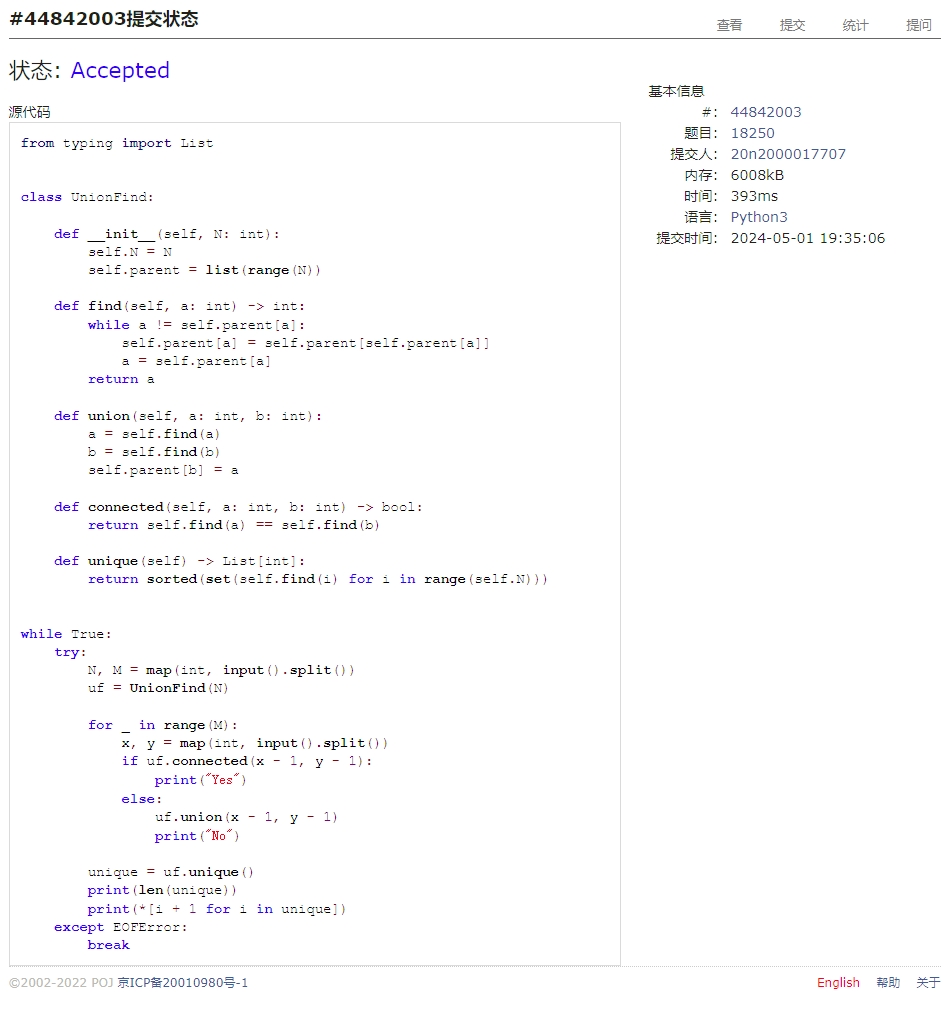 #44842003提交状态
查看 提交 统计 提问
状态: Accepted
源代码
from typing import List
class UnionFind:
    def __init__(self, N: int):
        self.N = N
        self.parent = list(range(N))
    def find(self, a: int) -> int:
        while a != self.parent[a]:
            self.parent[a] = self.parent[self.parent[a]]
            a = self.parent[a]
        return a
    def union(self, a: int, b: int):
        a = self.find(a)
        b = self.find(b)
        self.parent[b] = a
    def connected(self, a: int, b: int) -> bool:
        return self.find(a) == self.find(b)
    def unique(self) -> List[int]:
        return sorted(set(self.find(i) for i in range(self.N)))
while True:
    try:
        N, M = map(int, input().split())
        uf = UnionFind(N)
        for _ in range(M):
            x, y = map(int, input().split())
            if uf.connected(x - 1, y - 1):
                print("Yes")
            else:
                uf.union(x - 1, y - 1)
                print("No")
        unique = uf.unique()
        print(len(unique))
        print(*[i + 1 for i in unique])
    except EOFError:
        break
基本信息
#: 44842003
题目: 18250
提交人: 20n2000017707
内存: 6008kB
时间: 393ms
语言: Python3
提交时间: 2024-05-01 19:35:06
©2002-2022 POJ 京ICP备20010980号-1
English 帮助 关于